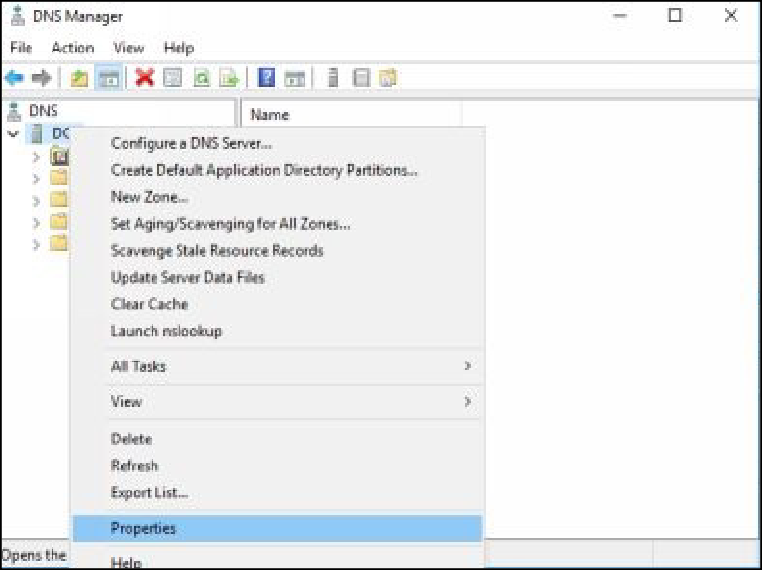 DNS Manager
File Action View Help
DNS
Name
DC
Configure a DNS Server...
Create Default Application Directory Partitions...
New Zone...
Set Aging/Scavenging for All Zones...
Scavenge Stale Resource Records
Update Server Data Files
Clear Cache
Launch nslookup
All Tasks
View
Delete
Refresh
Export List...
Properties
Opens the
Help